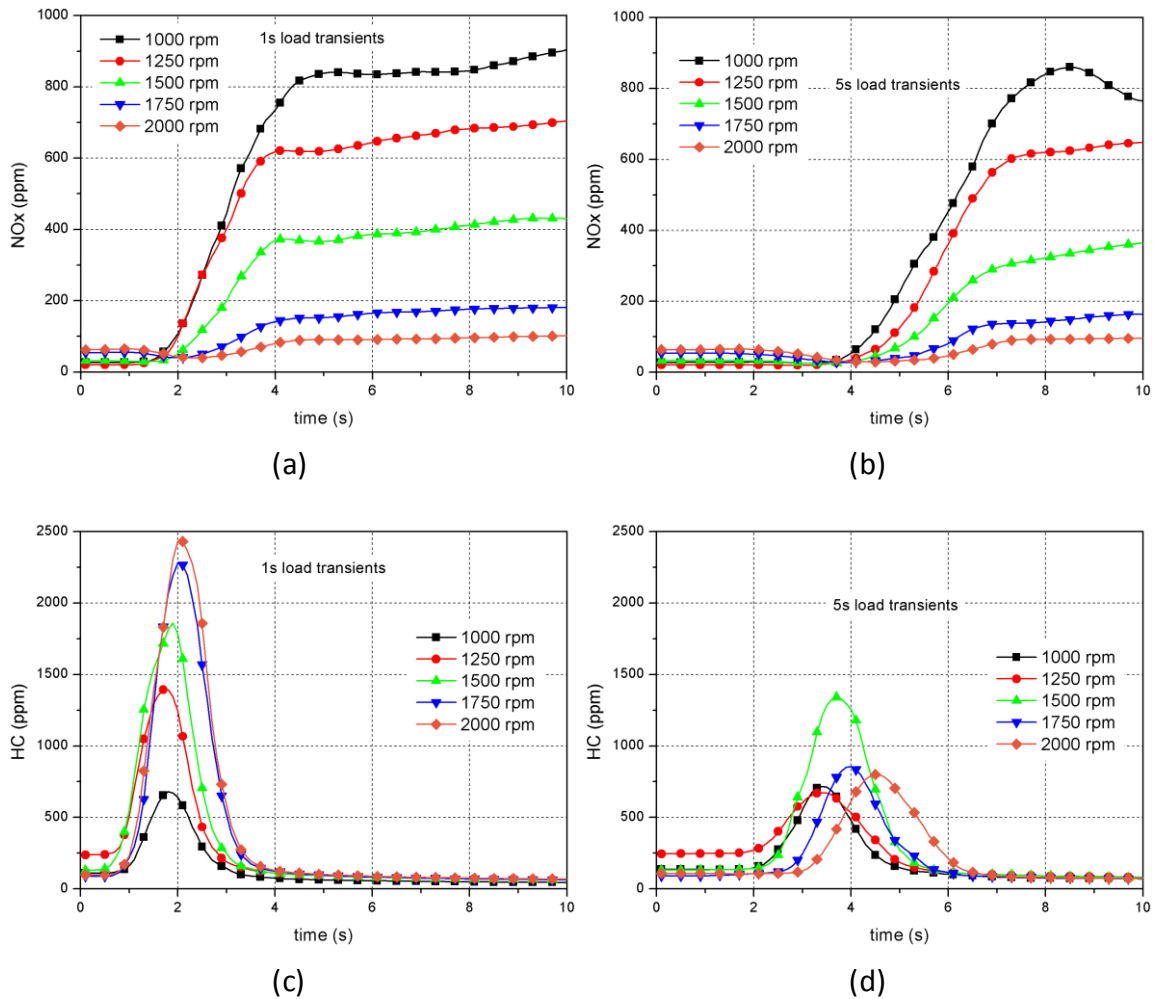 1000
800
600
400
200
0
NOx (ppm)
1s load transients
1000 rpm
1250 rpm
1500 rpm
1750 rpm
2000 rpm
0 2 4 6 8 10
time (s)
(a)
1000
800
600
400
200
0
NOx (ppm)
5s load transients
1000 rpm
1250 rpm
1500 rpm
1750 rpm
2000 rpm
0 2 4 6 8 10
time (s)
(b)
2500
2000
1500
1000
500
0
HC (ppm)
1s load transients
1000 rpm
1250 rpm
1500 rpm
1750 rpm
2000 rpm
0 2 4 6 8 10
time (s)
(c)
2500
2000
1500
1000
500
0
HC (ppm)
5s load transients
1000 rpm
1250 rpm
1500 rpm
1750 rpm
2000 rpm
0 2 4 6 8 10
time (s)
(d)